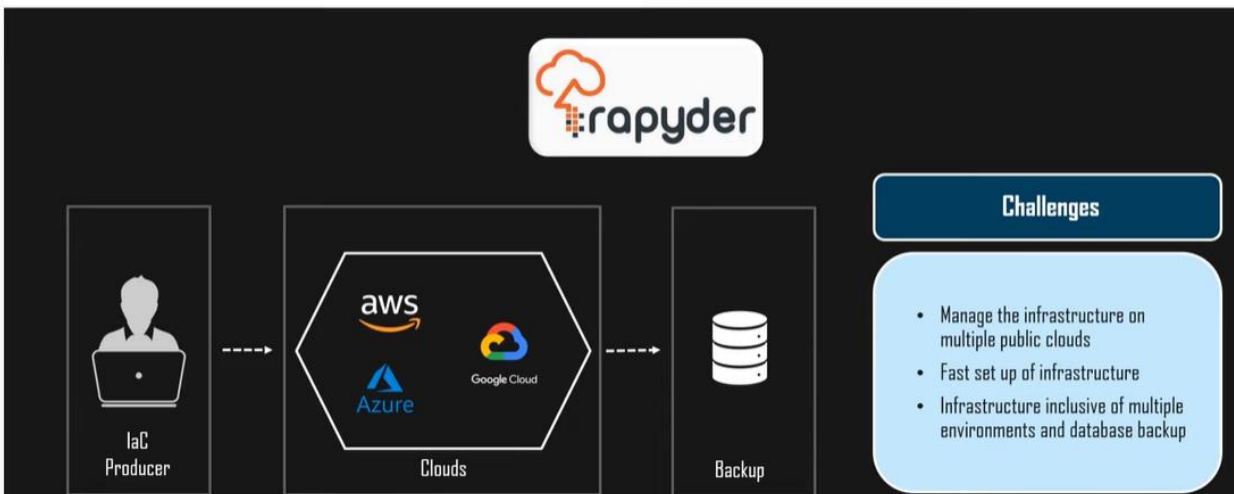 rapyder
IaC
Producer
aws
Azure
Google Cloud
Clouds
Backup
Challenges
• Manage the infrastructure on
multiple public clouds
• Fast set up of infrastructure
• Infrastructure inclusive of multiple
environments and database backup